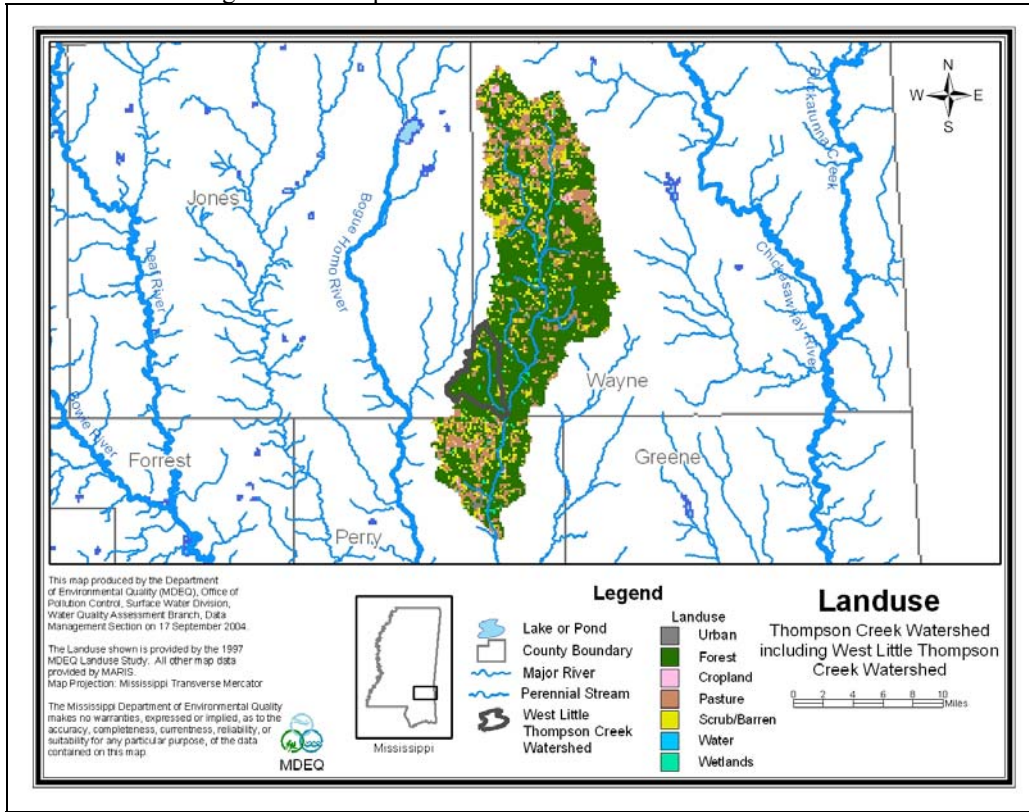 N
W E
S
Buckatunna Creek
Jones
Bogue Homo River
Leaf River
Chickasawhay River
Wayne
Bowie River
Forrest
Greene
Perry
This map produced by the Department
of Environmental Quality (MDEQ), Office of
Pollution Control, Surface Water Division,
Water Quality Assessment Branch, Data
Management Section on 17 September 2004.
The Landuse shown is provided by the 1997
MDEQ Landuse Study. All other map data
provided by MARIS.
Map Projection: Mississippi Transverse Mercator
The Mississippi Department of Environmental Quality
makes no warranties, expressed or implied, as to the
accuracy, completeness, currentness, reliability, or
suitability for any particular purpose, of the data
contained on this map.
MDEQ
Mississippi
Legend
Lake or Pond
County Boundary
Major River
Perennial Stream
West Little
Thompson Creek
Watershed
Landuse
Urban
Forest
Cropland
Pasture
Scrub/Barren
Water
Wetlands
Landuse
Thompson Creek Watershed
including West Little Thompson
Creek Watershed
0 2 4 6 8 10
Miles